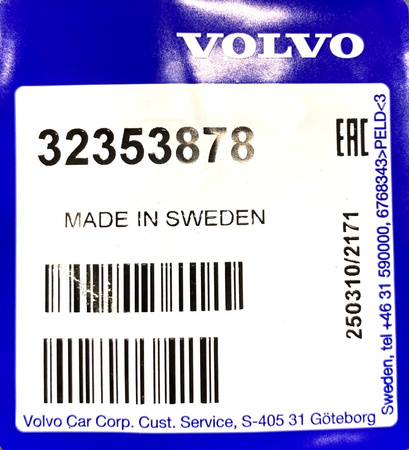 VOLVO
32353878
EAC
MADE IN SWEDEN
250310/2171
Volvo Car Corp. Cust. Service, S-405 31 Göteborg
Sweden, tel +46 31 590000, 6768343>PELD<3